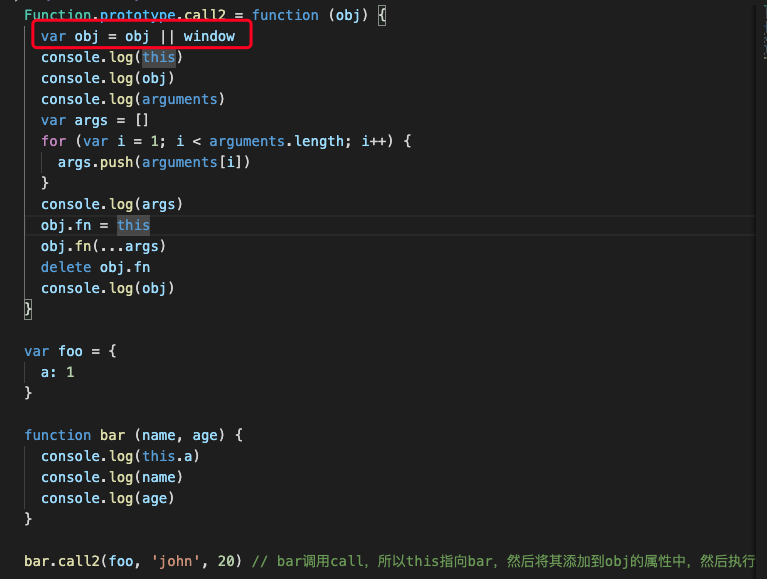 Function.prototype.call2 = function (obj) {
  var obj = obj || window
  console.log(this)
  console.log(obj)
  console.log(arguments)
  var args = []
  for (var i = 1; i < arguments.length; i++) {
    args.push(arguments[i])
  }
  console.log(args)
  obj.fn = this
  obj.fn(...args)
  delete obj.fn
  console.log(obj)
}

var foo = {
  a: 1
}

function bar (name, age) {
  console.log(this.a)
  console.log(name)
  console.log(age)
}

bar.call2(foo, 'john', 20) // bar调用call，所以this指向bar，然后将其添加到obj的属性中，然后执行